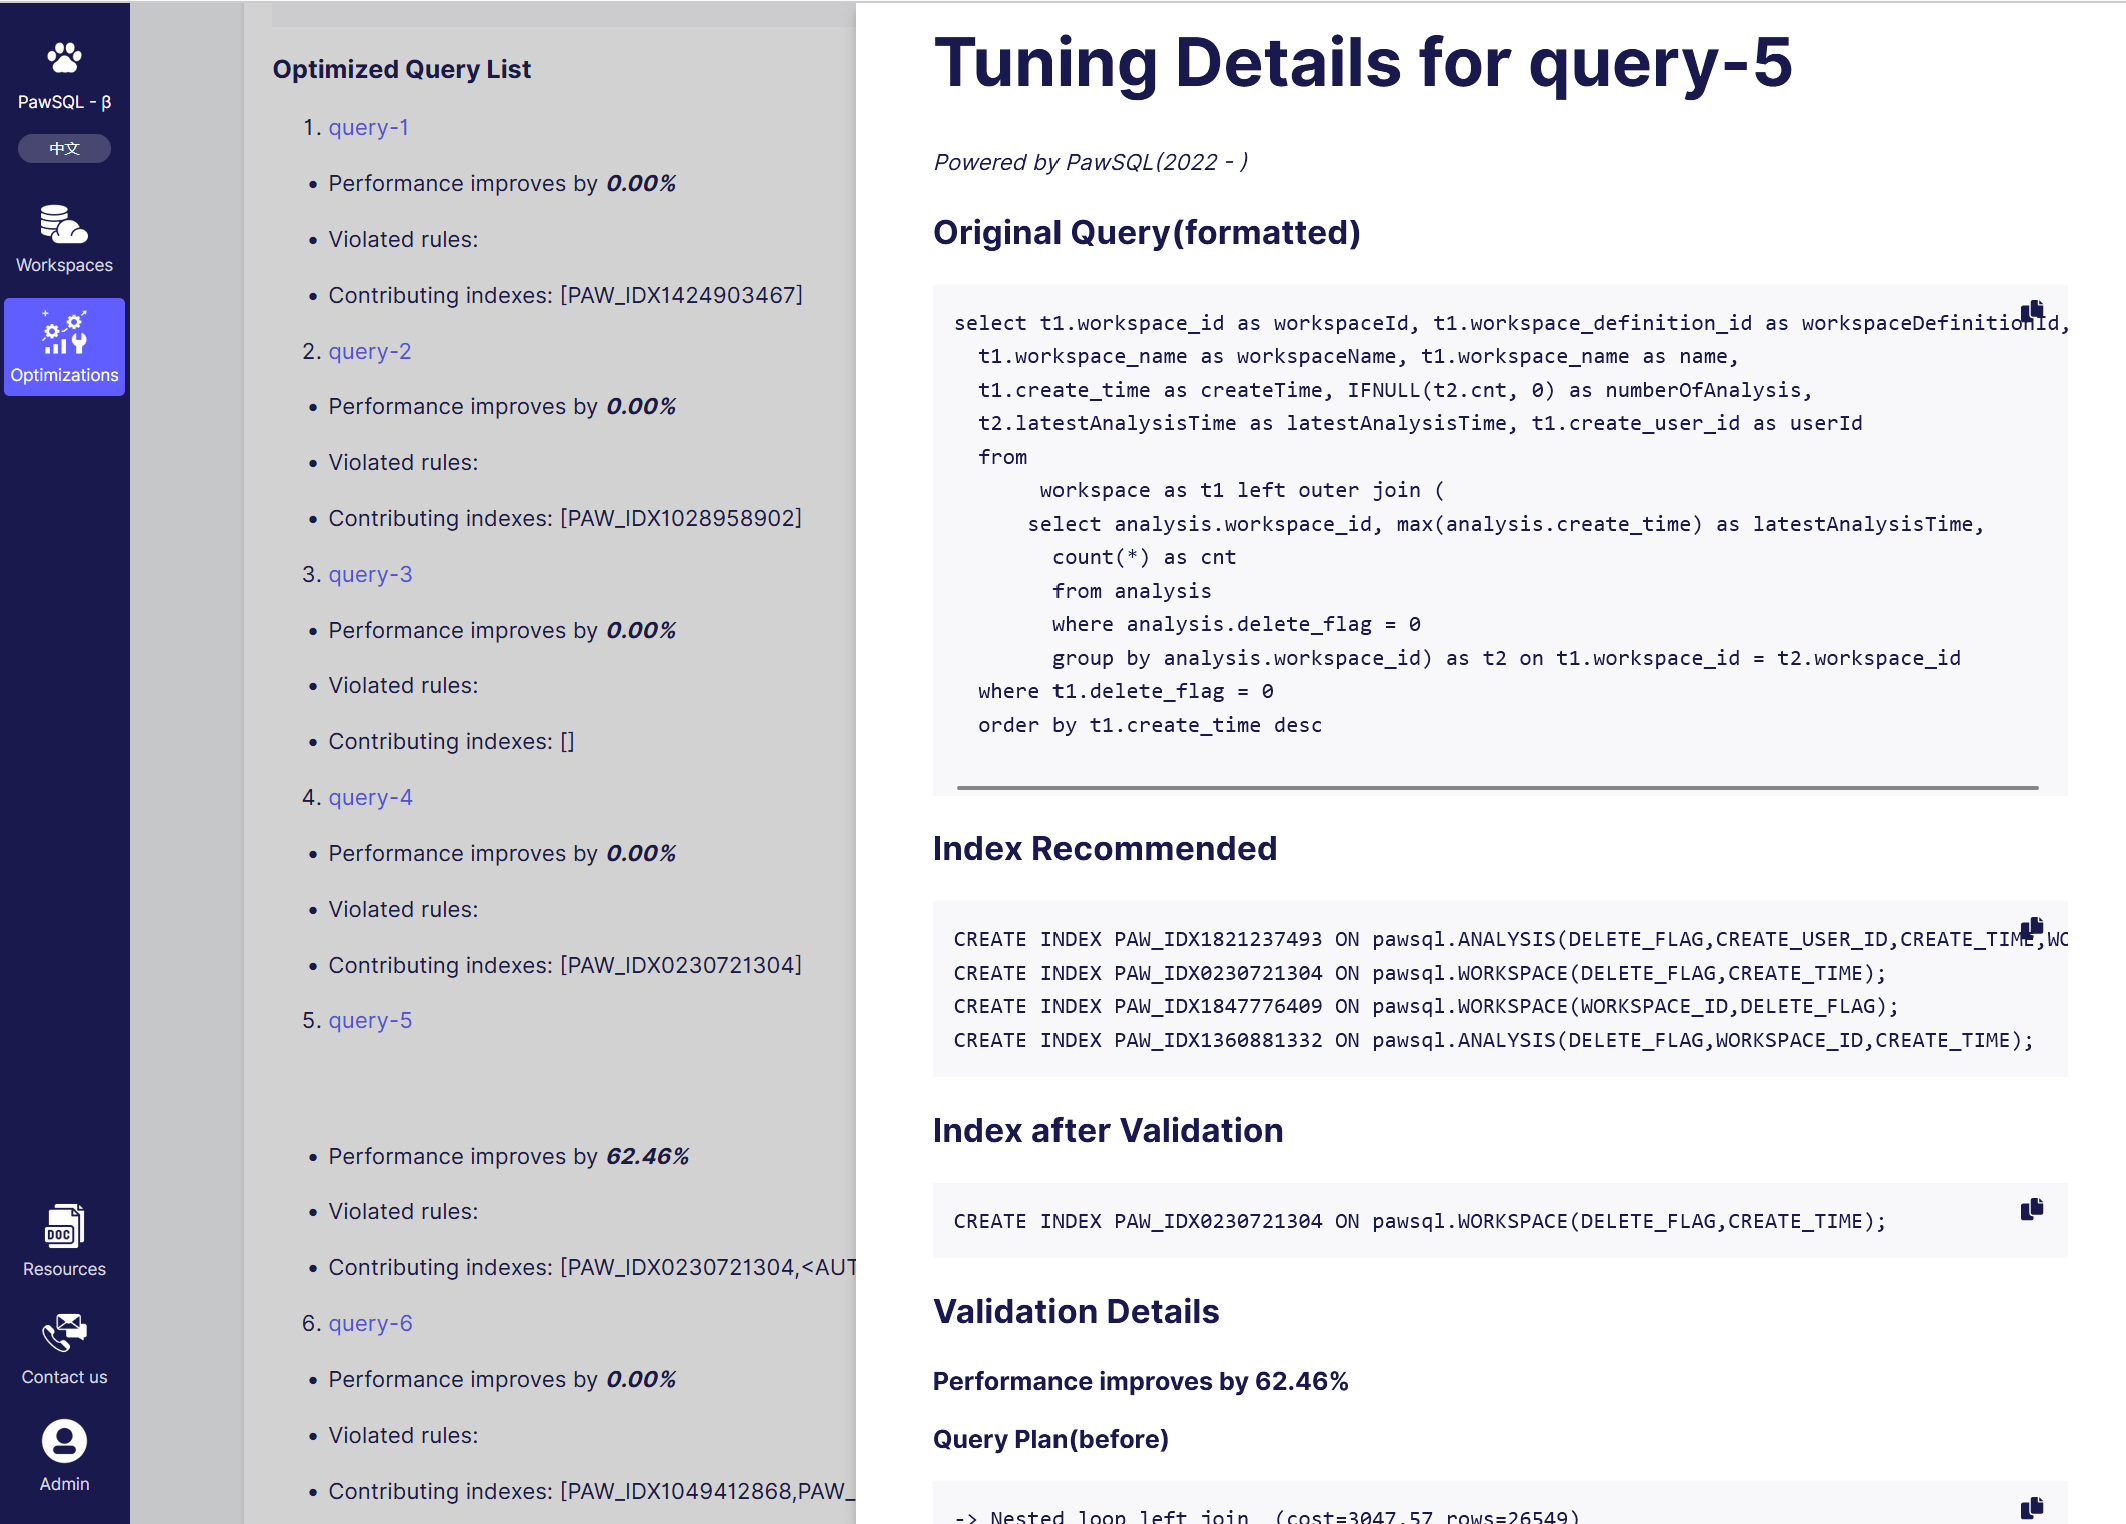 PawSQL - β
中文
Workspaces
Optimizations
Resources
DOC
Contact us
Admin
Optimized Query List
1. query-1
• Performance improves by 0.00%
• Violated rules:
• Contributing indexes: [PAW_IDX1424903467]
2. query-2
• Performance improves by 0.00%
• Violated rules:
• Contributing indexes: [PAW_IDX1028958902]
3. query-3
• Performance improves by 0.00%
• Violated rules:
• Contributing indexes: []
4. query-4
• Performance improves by 0.00%
• Violated rules:
• Contributing indexes: [PAW_IDX0230721304]
5. query-5
• Performance improves by 62.46%
• Violated rules:
• Contributing indexes: [PAW_IDX0230721304,<AUT
6. query-6
• Performance improves by 0.00%
• Violated rules:
• Contributing indexes: [PAW_IDX1049412868,PAW_
Tuning Details for query-5
Powered by PawSQL(2022 - )
Original Query(formatted)
select t1.workspace_id as workspaceId, t1.workspace_definition_id as workspaceDefinitionId,
t1.workspace_name as workspaceName, t1.workspace_name as name,
t1.create_time as createTime, IFNULL(t2.cnt, 0) as numberOfAnalysis,
t2.latestAnalysisTime as latestAnalysisTime, t1.create_user_id as userId
from
workspace as t1 left outer join (
select analysis.workspace_id, max(analysis.create_time) as latestAnalysisTime,
count(*) as cnt
from analysis
where analysis.delete_flag = 0
group by analysis.workspace_id) as t2 on t1.workspace_id = t2.workspace_id
where t1.delete_flag = 0
order by t1.create_time desc
Index Recommended
CREATE INDEX PAW_IDX1821237493 ON pawsql.ANALYSIS(DELETE_FLAG,CREATE_USER_ID,CREATE_TIME,WO
CREATE INDEX PAW_IDX0230721304 ON pawsql.WORKSPACE(DELETE_FLAG,CREATE_TIME);
CREATE INDEX PAW_IDX1847776409 ON pawsql.WORKSPACE(WORKSPACE_ID,DELETE_FLAG);
CREATE INDEX PAW_IDX1360881332 ON pawsql.ANALYSIS(DELETE_FLAG,WORKSPACE_ID,CREATE_TIME);
Index after Validation
CREATE INDEX PAW_IDX0230721304 ON pawsql.WORKSPACE(DELETE_FLAG,CREATE_TIME);
Validation Details
Performance improves by 62.46%
Query Plan(before)
-> Nested loop left join (cost=3047.57 rows=26549)